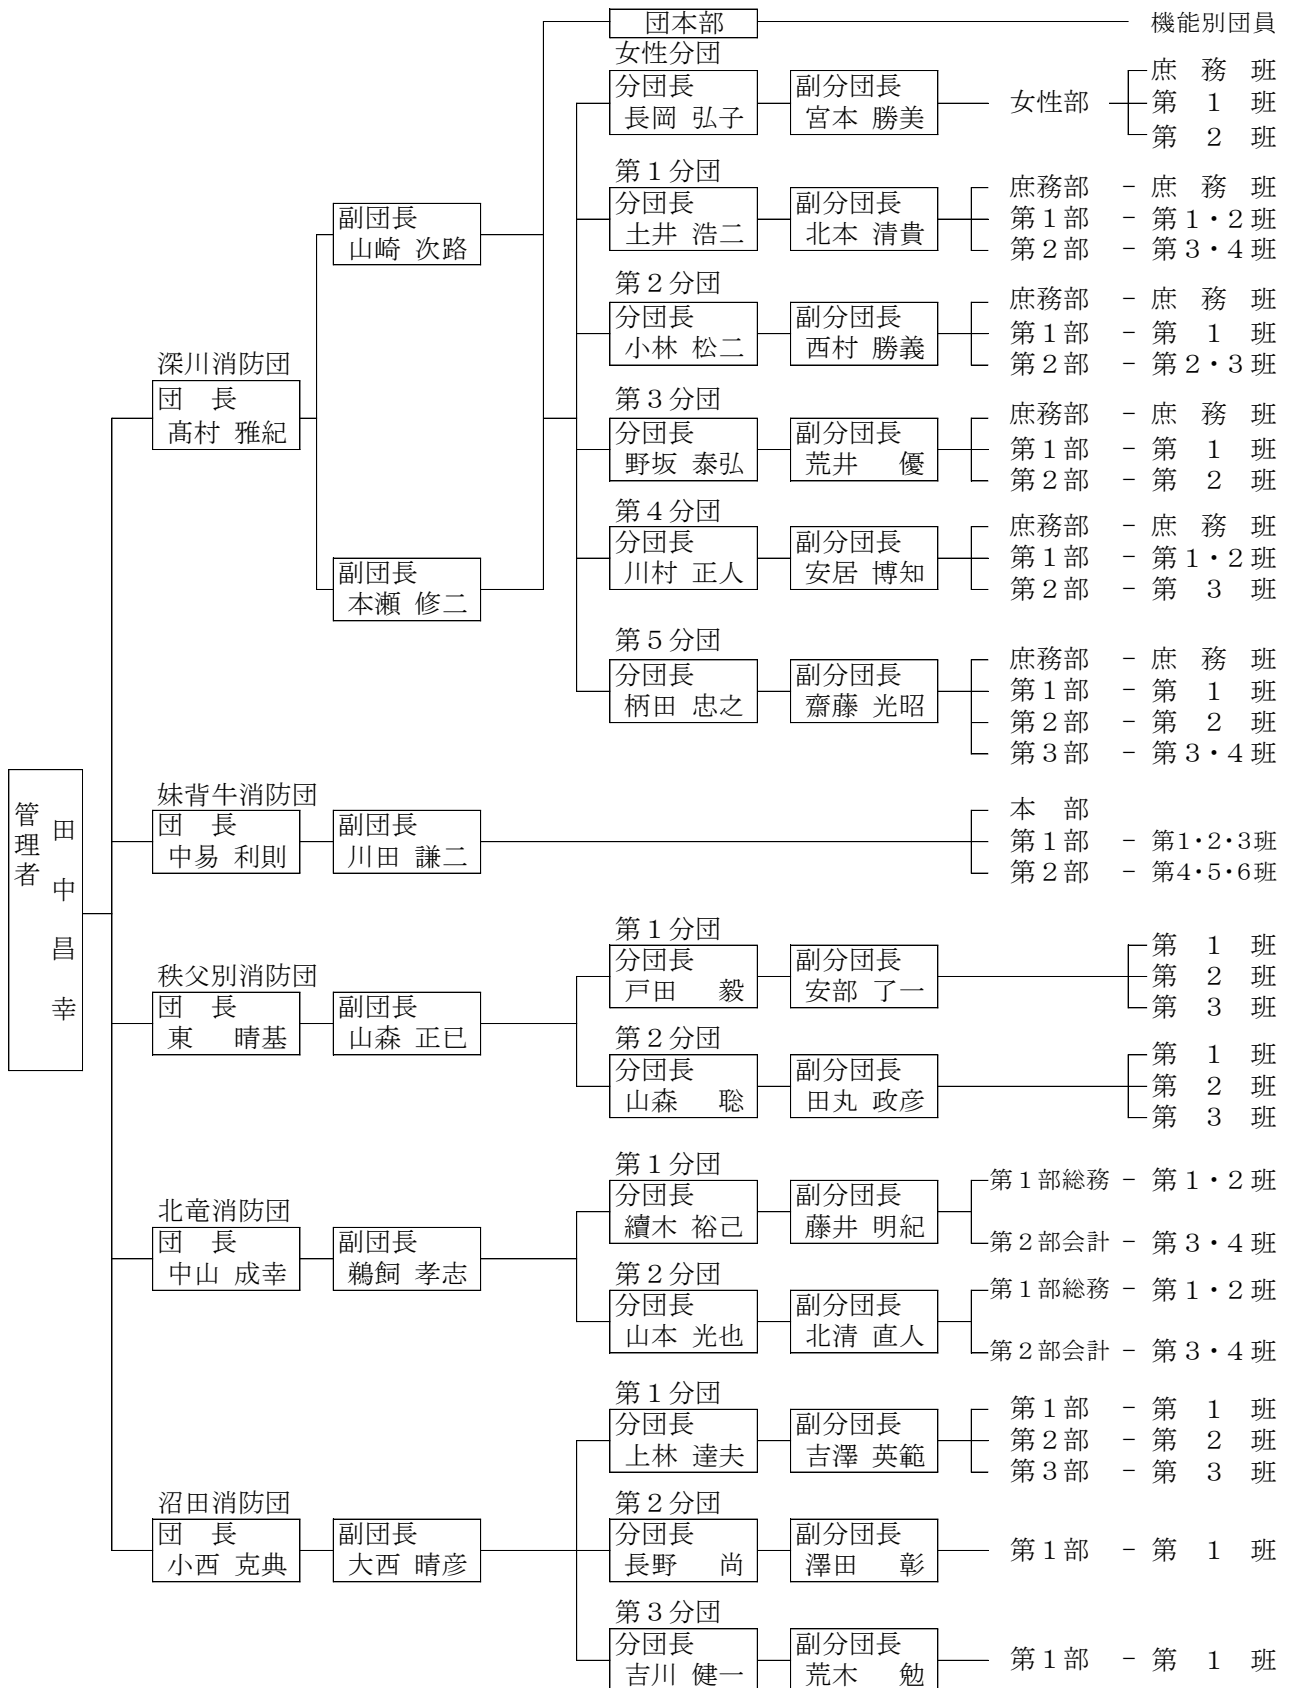 管理者
田中昌幸
深川消防団
団　長
髙村 雅紀
副団長
山崎 次路
副団長
本瀬 修二
団本部
機能別団員
女性分団
分団長
長岡 弘子
副分団長
宮本 勝美
女性部
庶　務　班
第　１　班
第　２　班
第１分団
分団長
土井 浩二
副分団長
北本 清貴
庶務部 － 庶　務　班
第１部 － 第１・２班
第２部 － 第３・４班
第２分団
分団長
小林 松二
副分団長
西村 勝義
庶務部 － 庶　務　班
第１部 － 第　１　班
第２部 － 第２・３班
第３分団
分団長
野坂 泰弘
副分団長
荒井　優
庶務部 － 庶　務　班
第１部 － 第　１　班
第２部 － 第　２　班
第４分団
分団長
川村 正人
副分団長
安居 博知
庶務部 － 庶　務　班
第１部 － 第１・２班
第２部 － 第　３　班
第５分団
分団長
柄田 忠之
副分団長
齋藤 光昭
庶務部 － 庶　務　班
第１部 － 第　１　班
第２部 － 第　２　班
第３部 － 第３・４班
妹背牛消防団
団　長
中易 利則
副団長
川田 謙二
本　部
第１部 － 第1・2・3班
第２部 － 第4・5・6班
秩父別消防団
団　長
東　晴基
副団長
山森 正已
第１分団
分団長
戸田　毅
副分団長
安部 了一
第　１　班
第　２　班
第　３　班
第２分団
分団長
山森　聡
副分団長
田丸 政彦
第　１　班
第　２　班
第　３　班
北竜消防団
団　長
中山 成幸
副団長
鵜飼 孝志
第１分団
分団長
續木 裕己
副分団長
藤井 明紀
第１部総務 － 第１・２班
第２部会計 － 第３・４班
第２分団
分団長
山本 光也
副分団長
北清 直人
第１部総務 － 第１・２班
第２部会計 － 第３・４班
沼田消防団
団　長
小西 克典
副団長
大西 晴彦
第１分団
分団長
上林 達夫
副分団長
吉澤 英範
第１部 － 第　１　班
第２部 － 第　２　班
第３部 － 第　３　班
第２分団
分団長
長野　尚
副分団長
澤田　彰
第１部 － 第　１　班
第３分団
分団長
吉川 健一
副分団長
荒木　勉
第１部 － 第　１　班